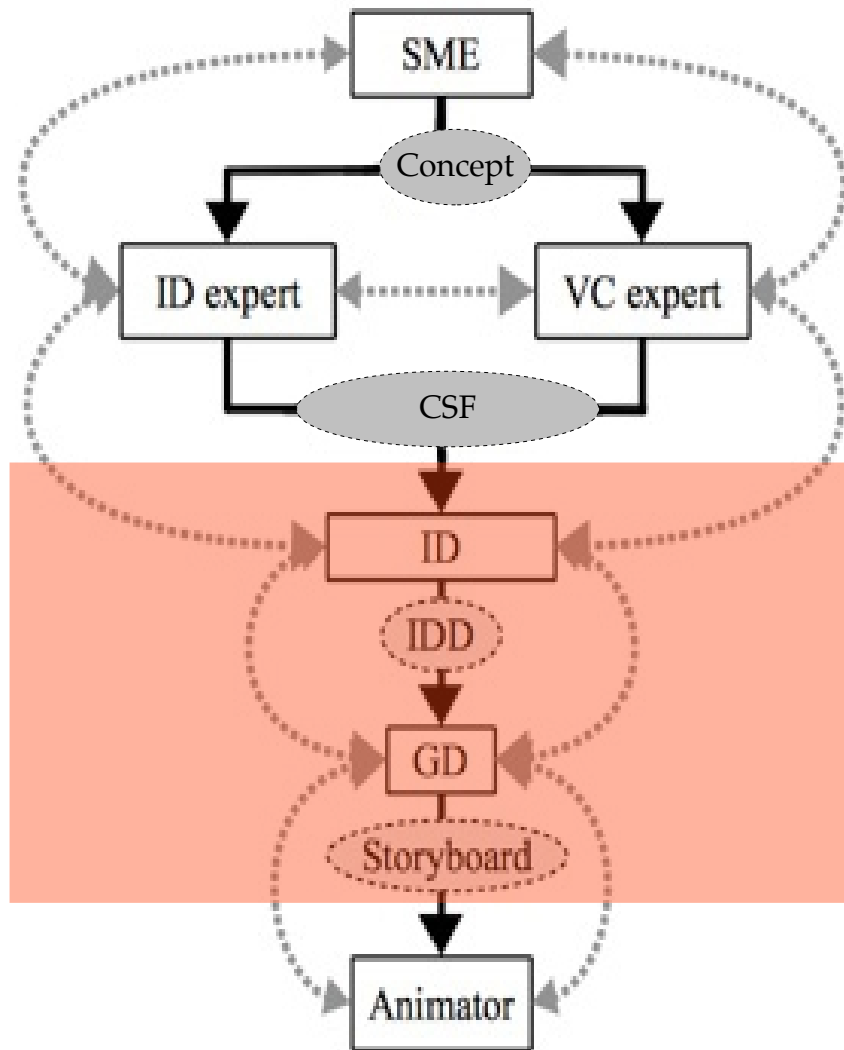 SME
Concept
ID expert
VC expert
CSF
ID
IDD
GD
Storyboard
Animator